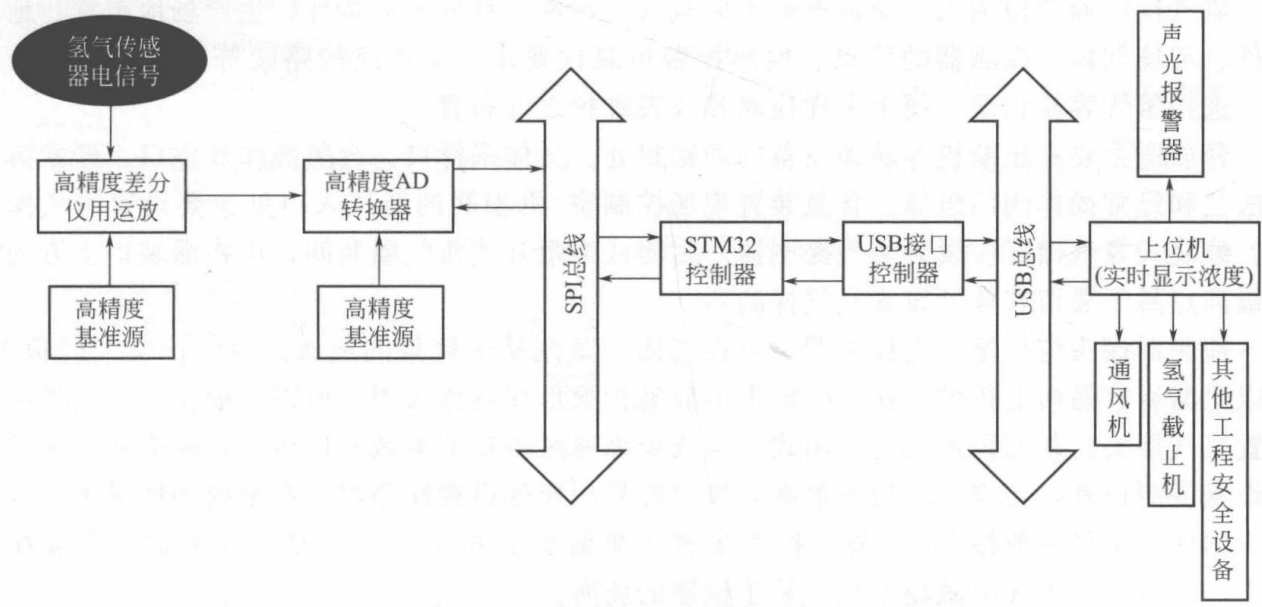 氢气传感
器电信号
高精度差分
仪用运放
高精度AD
转换器
高精度
基准源
高精度
基准源
SPI总线
STM32
控制器
USB接口
控制器
USB总线
上位机
(实时显示浓度)
声光报警器
通风机
氢气截止机
其他工程安全设备